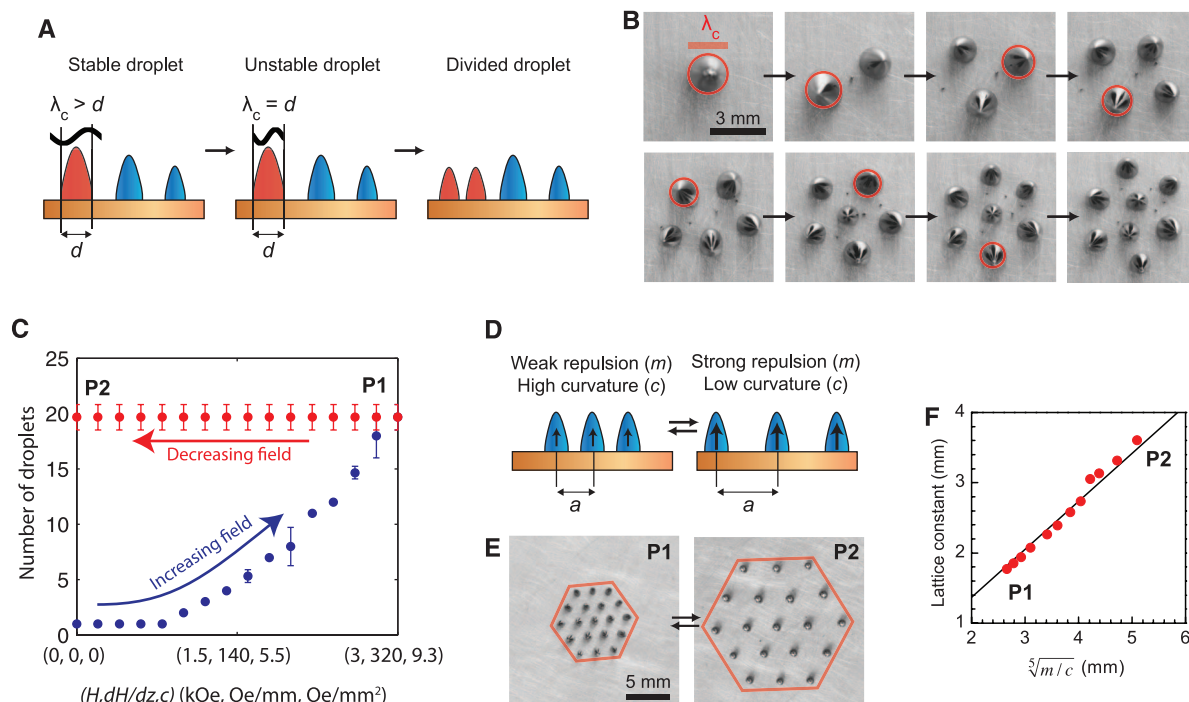 A
Stable droplet
Unstable droplet
Divided droplet
λc > d
λc = d
d
d
B
λc
3 mm
C
Number of droplets
25
20
15
10
5
0
P2
P1
Decreasing field
Increasing field
(0, 0, 0)
(1.5, 140, 5.5)
(3, 320, 9.3)
(H,dH/dz,c) (kOe, Oe/mm, Oe/mm²)
D
Weak repulsion (m)
High curvature (c)
Strong repulsion (m)
Low curvature (c)
a
a
E
P1
P2
5 mm
F
Lattice constant (mm)
4
3
2
1
P2
P1
2
3
4
5
6
⁵√m/c (mm)